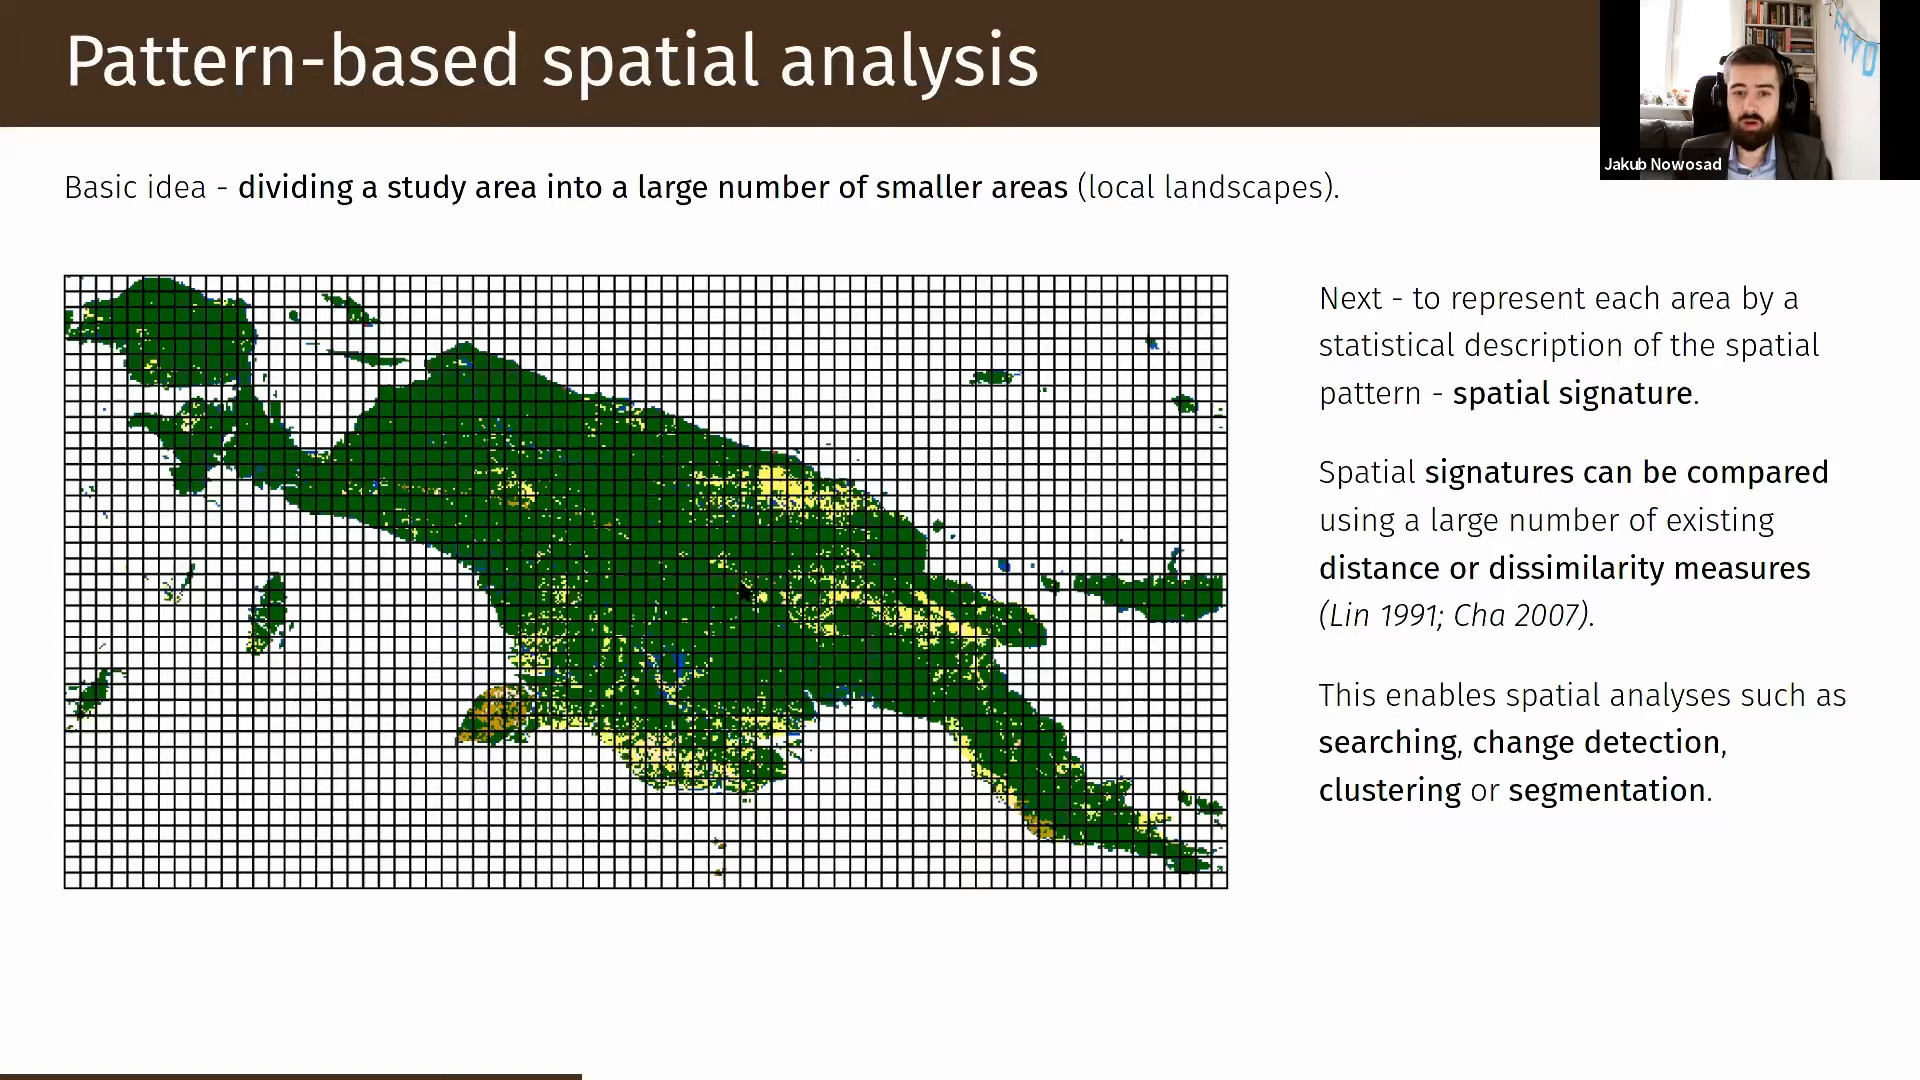 Pattern-based spatial analysis
Jakub Nowosad
Basic idea - dividing a study area into a large number of smaller areas (local landscapes).
Next - to represent each area by a
statistical description of the spatial
pattern - spatial signature.
Spatial signatures can be compared
using a large number of existing
distance or dissimilarity measures
(Lin 1991; Cha 2007).
This enables spatial analyses such as
searching, change detection,
clustering or segmentation.